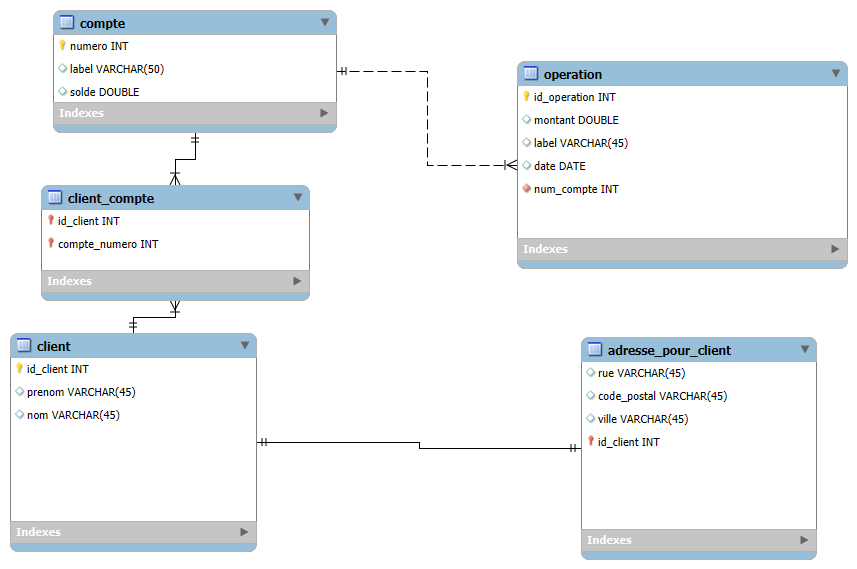 compte
numero INT
label VARCHAR(50)
solde DOUBLE
Indexes
operation
id_operation INT
montant DOUBLE
label VARCHAR(45)
date DATE
num_compte INT
Indexes
client_compte
id_client INT
compte_numero INT
Indexes
client
id_client INT
prenom VARCHAR(45)
nom VARCHAR(45)
Indexes
adresse_pour_client
rue VARCHAR(45)
code_postal VARCHAR(45)
ville VARCHAR(45)
id_client INT
Indexes